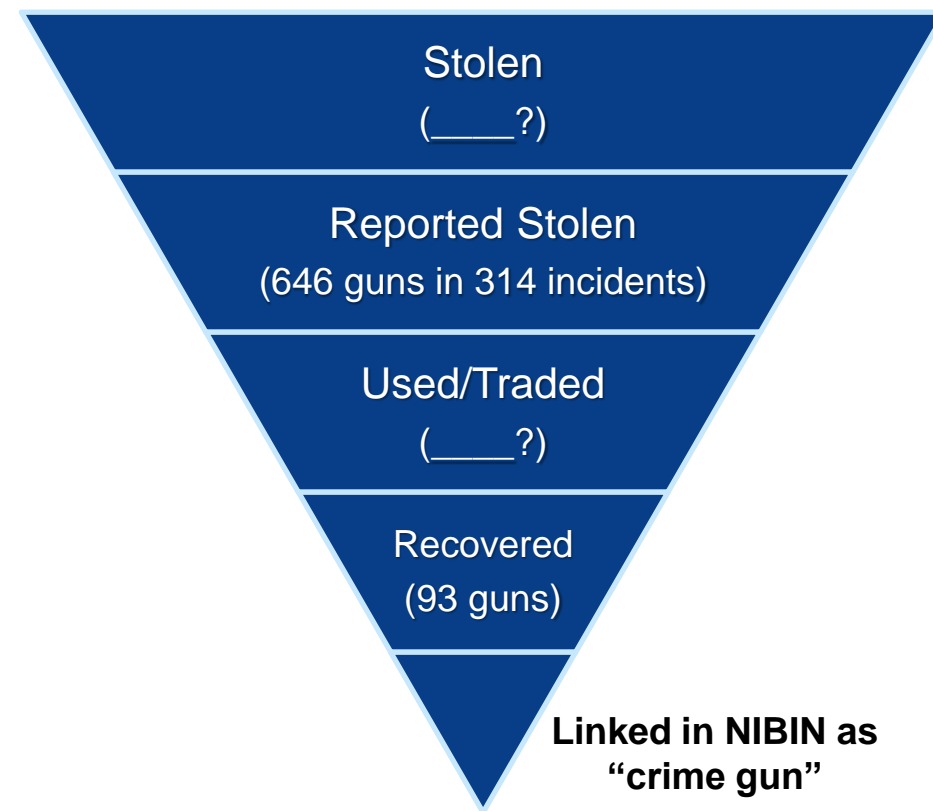 Stolen
(____?)
Reported Stolen
(646 guns in 314 incidents)
Used/Traded
(____?)
Recovered
(93 guns)
Linked in NIBIN as
“crime gun”